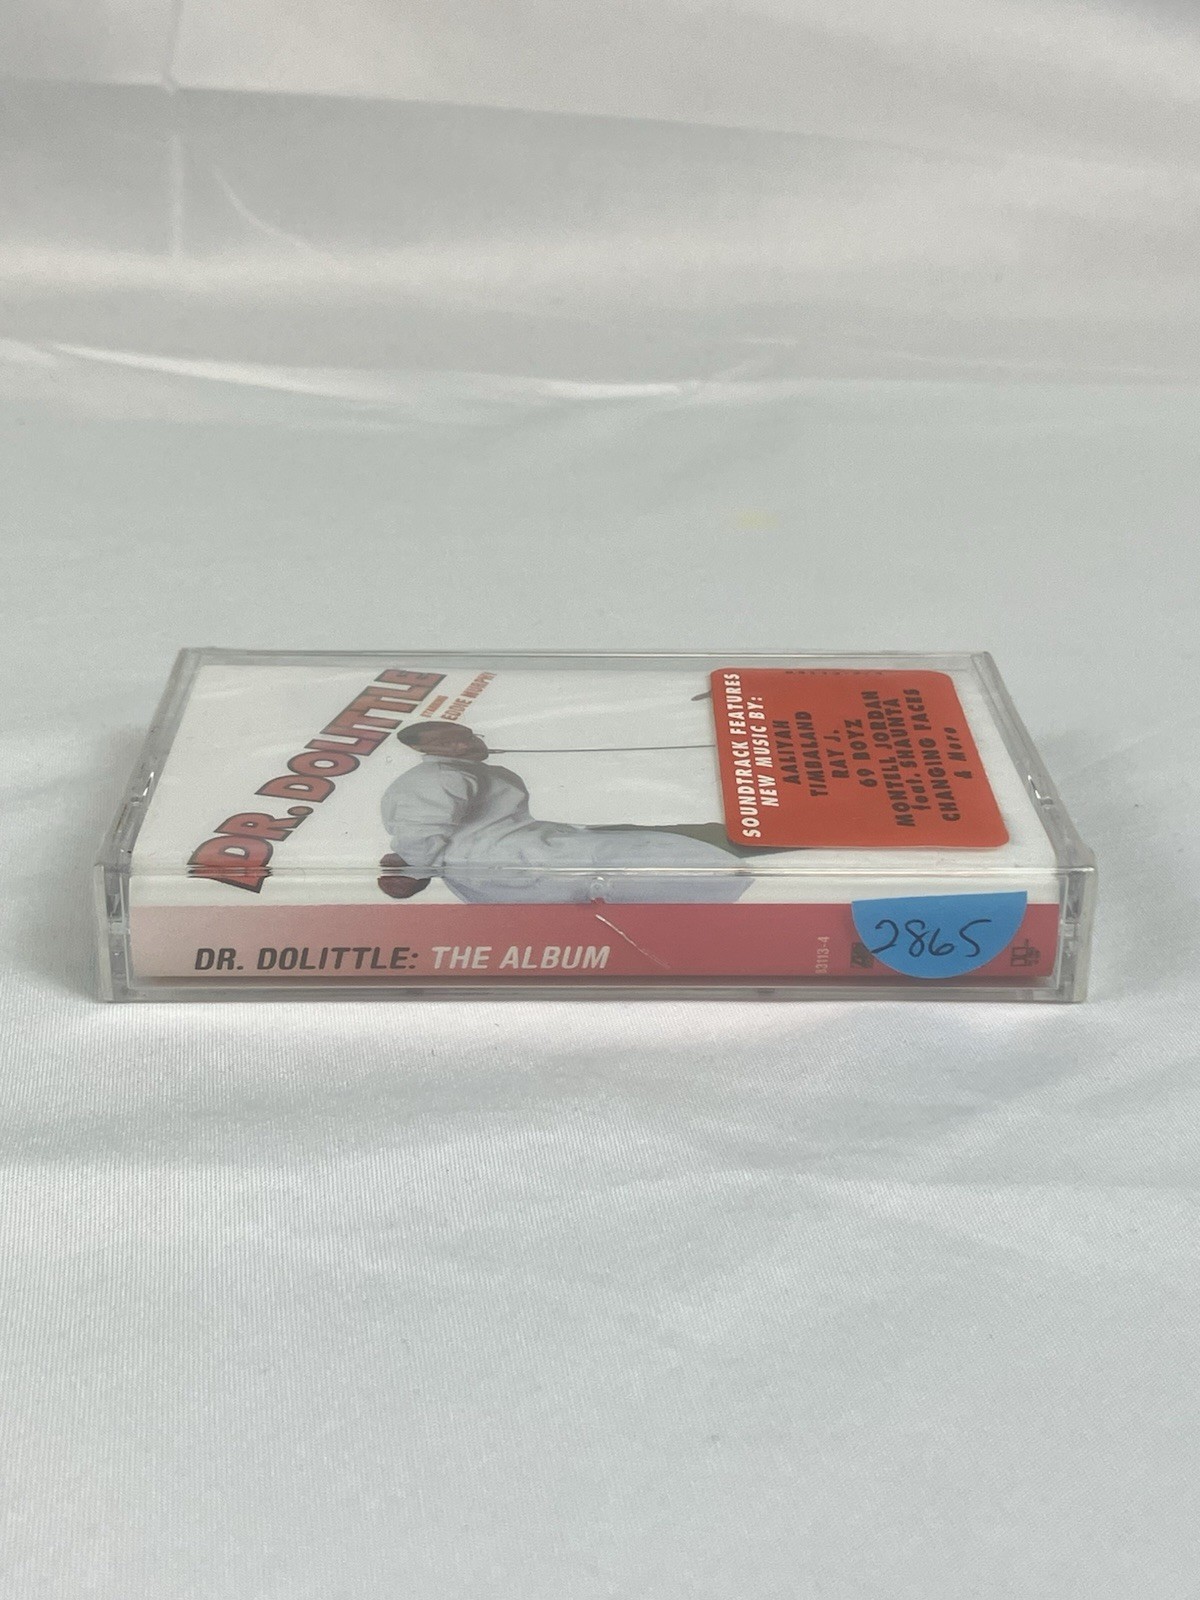 DR. DOLITTLE
STARRING
EDDIE MURPHY
SOUNDTRACK FEATURES
NEW MUSIC BY:
AALIYAH
TIMBALAND
RAY J.
69 BOYZ
MONTELL JORDAN
feat. SHAUNTA
CHANGING FACES
& More
DR. DOLITTLE: THE ALBUM
83113-4
2865